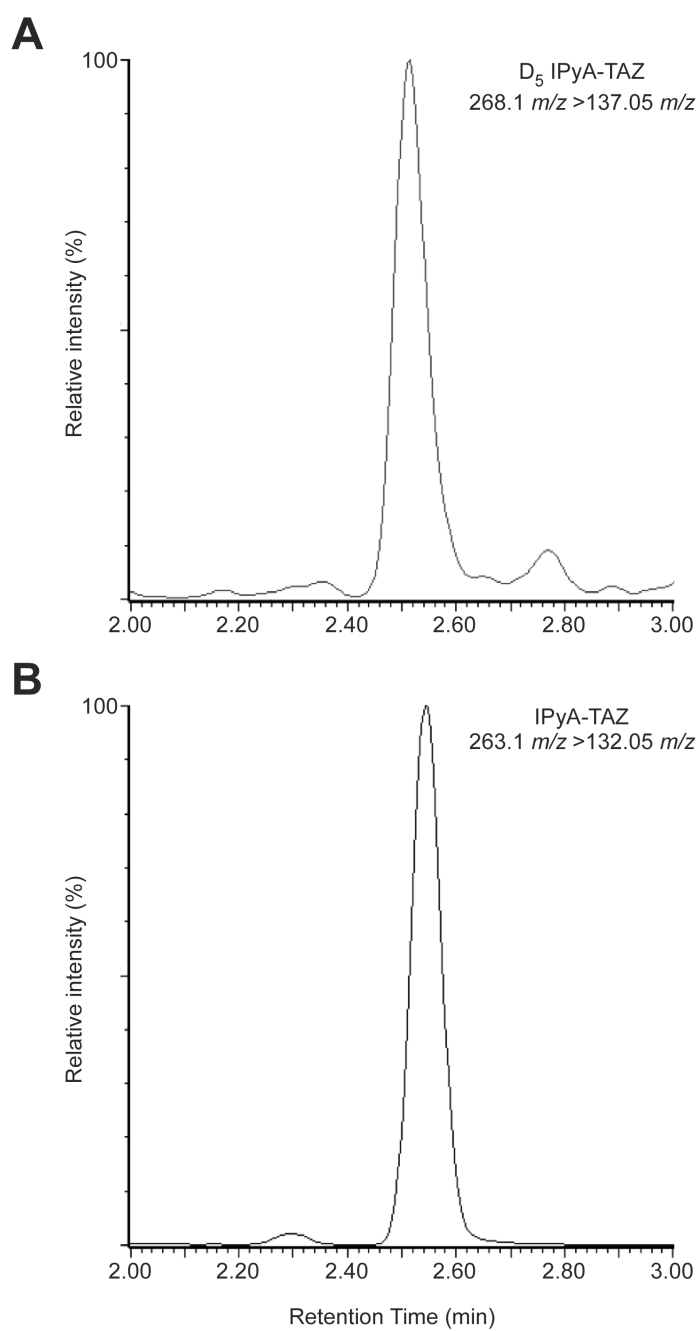 A
100
D5 IPyA-TAZ
268.1 m/z >137.05 m/z
Relative intensity (%)
2.00 2.20 2.40 2.60 2.80 3.00
B
100
IPyA-TAZ
263.1 m/z >132.05 m/z
Relative intensity (%)
2.00 2.20 2.40 2.60 2.80 3.00
Retention Time (min)